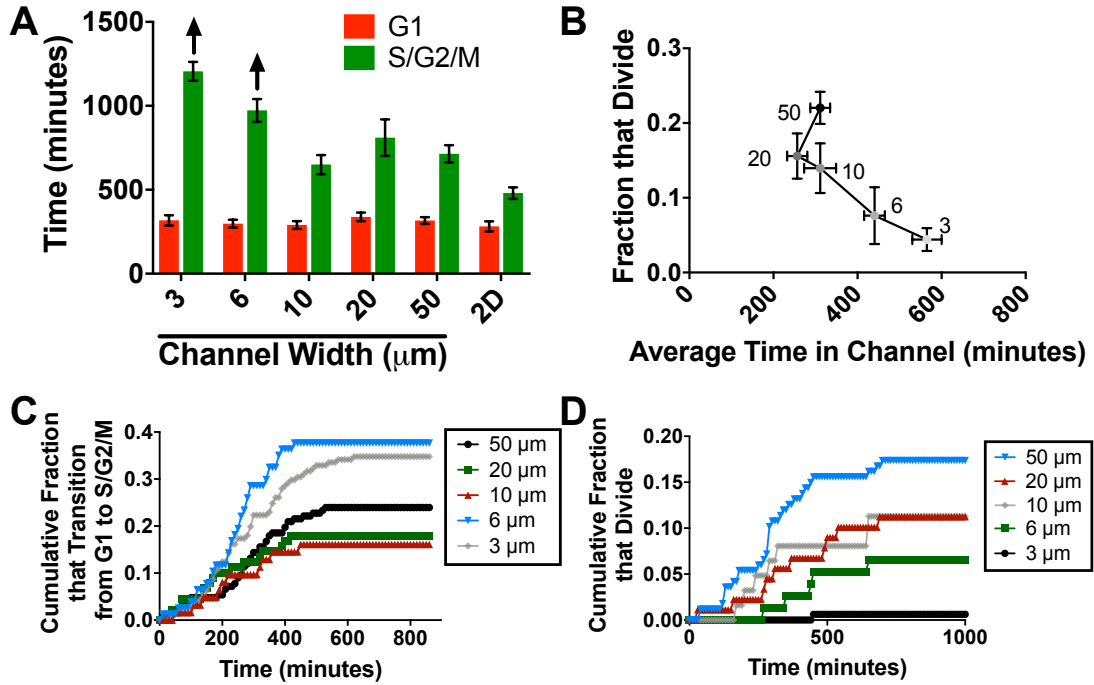 A
Time (minutes)
1500
1000
500
0
G1
S/G2/M
3
6
10
20
50
2D
Channel Width (μm)
B
Fraction that Divide
0.3
0.2
0.1
0.0
50
20
10
6
3
0
200
400
600
800
Average Time in Channel (minutes)
C
Cumulative Fraction
that Transition
from G1 to S/G2/M
0.4
0.3
0.2
0.1
0.0
0
200
400
600
800
Time (minutes)
50 μm
20 μm
10 μm
6 μm
3 μm
D
Cumulative Fraction
that Divide
0.20
0.15
0.10
0.05
0.00
0
500
1000
Time (minutes)
50 μm
20 μm
10 μm
6 μm
3 μm